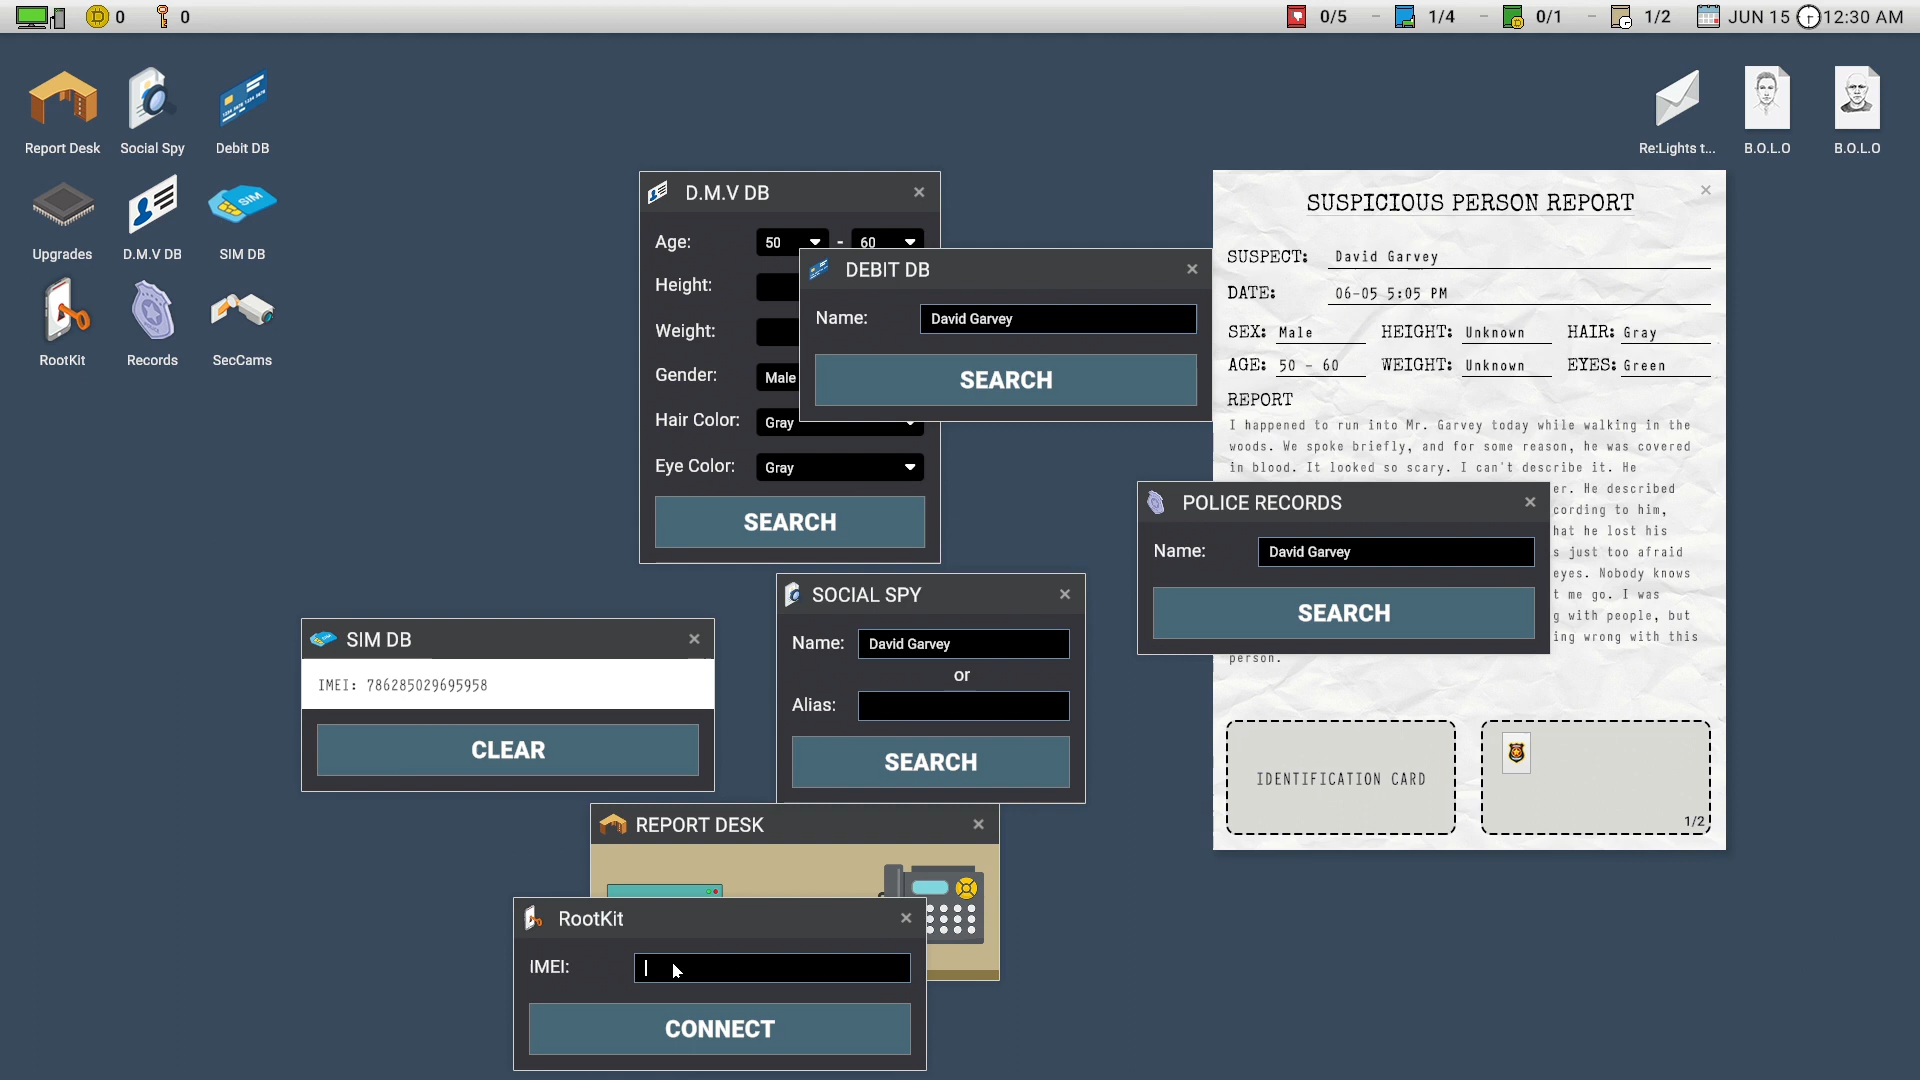 0
0
0/5
1/4
0/1
1/2
JUN 15
12:30 AM
Report Desk
Social Spy
Debit DB
Upgrades
D.M.V DB
SIM DB
RootKit
Records
SecCams
Re:Lights t...
B.O.L.O
B.O.L.O
D.M.V DB
Age: 50 - 60
Height:
Weight:
Gender: Male
Hair Color: Gray
Eye Color: Gray
SEARCH
DEBIT DB
Name: David Garvey
SEARCH
SUSPICIOUS PERSON REPORT
SUSPECT: David Garvey
DATE: 06-05 5:05 PM
SEX: Male HEIGHT: Unknown HAIR: Gray
AGE: 50 - 60 WEIGHT: Unknown EYES: Green
REPORT
I happened to run into Mr. Garvey today while walking in the
woods. We spoke briefly, and for some reason, he was covered
in blood. It looked so scary. I can't describe it. He
er. He described
cording to him,
hat he lost his
s just too afraid
eyes. Nobody knows
t me go. I was
g with people, but
ing wrong with this
person.
IDENTIFICATION CARD
1/2
POLICE RECORDS
Name: David Garvey
SEARCH
SOCIAL SPY
Name: David Garvey
or
Alias:
SEARCH
SIM DB
IMEI: 786285029695958
CLEAR
REPORT DESK
RootKit
IMEI:
CONNECT